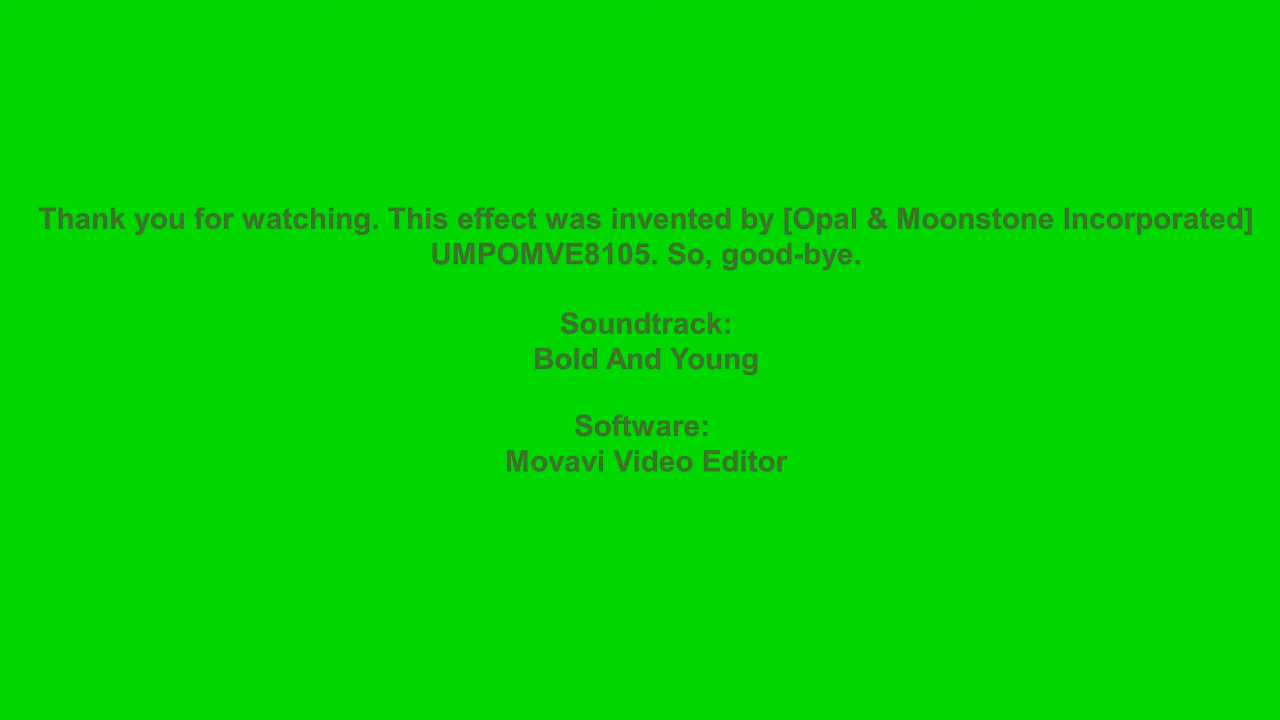 Thank you for watching. This effect was invented by [Opal & Moonstone Incorporated]
UMPOMVE8105. So, good-bye.
Soundtrack:
Bold And Young
Software:
Movavi Video Editor